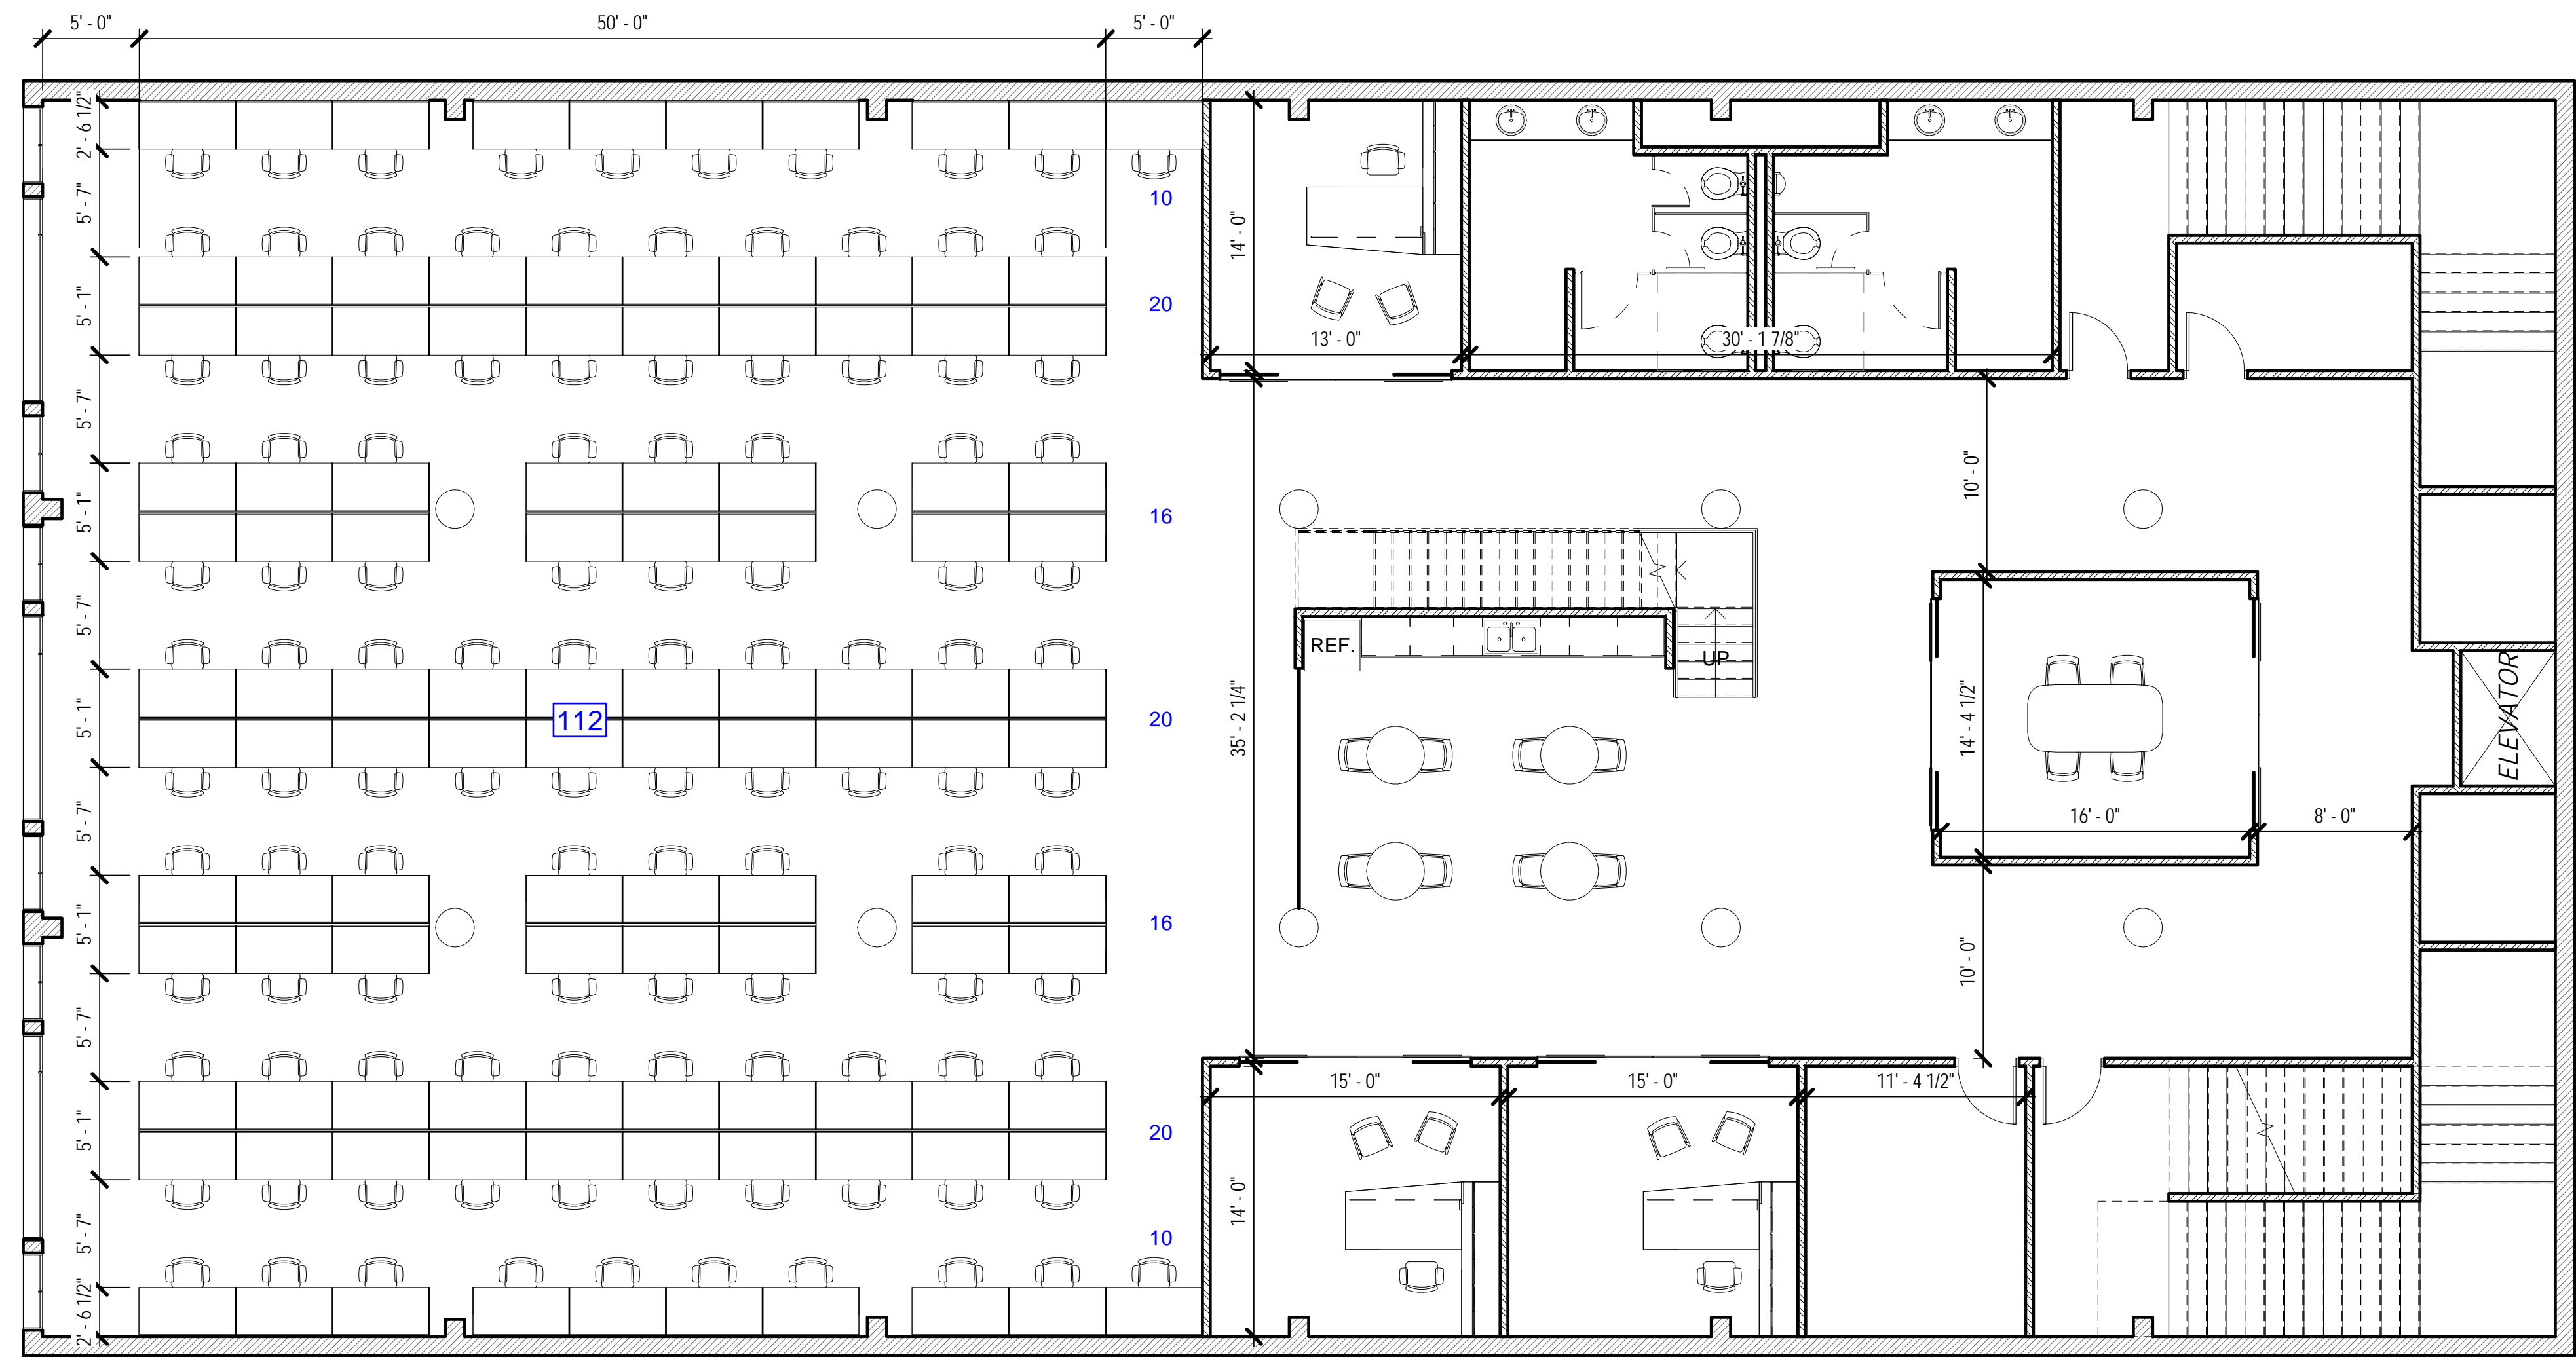 5' - 0"
50' - 0"
5' - 0"
2' - 6 1/2"
5' - 7"
5' - 1"
5' - 7"
5' - 1"
5' - 7"
5' - 1"
5' - 7"
5' - 1"
5' - 7"
5' - 1"
5' - 7"
2' - 6 1/2"
10
20
16
20
112
16
20
10
14' - 0"
13' - 0"
30' - 1 7/8"
10' - 0"
35' - 2 1/4"
REF.
UP
14' - 4 1/2"
16' - 0"
8' - 0"
ELEVATOR
10' - 0"
15' - 0"
15' - 0"
11' - 4 1/2"
14' - 0"